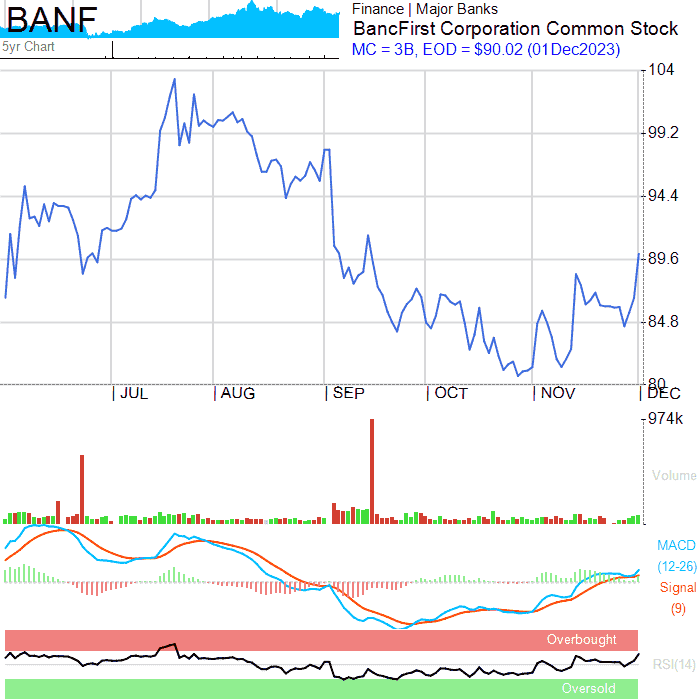 BANF
5yr Chart
Finance | Major Banks
BancFirst Corporation Common Stock
MC = 3B, EOD = $90.02 (01Dec2023)
104
99.2
94.4
89.6
84.8
80
JUL
AUG
SEP
OCT
NOV
DEC
974k
Volume
MACD
(12-26)
Signal
(9)
Overbought
RSI(14)
Oversold